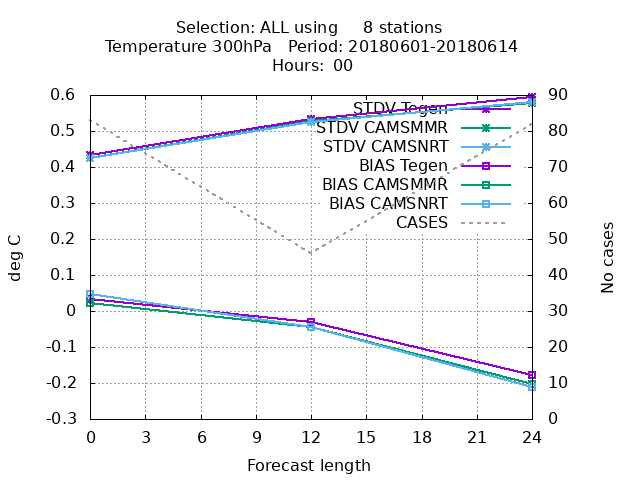 Selection: ALL using     8 stations
Temperature 300hPa   Period: 20180601-20180614
Hours:  00
0.6
0.5
0.4
0.3
0.2
0.1
0
-0.1
-0.2
-0.3
deg C
STDV Tegen
STDV CAMSMMR
STDV CAMSNRT
BIAS Tegen
BIAS CAMSMMR
BIAS CAMSNRT
CASES
90
80
70
60
50
40
30
20
10
0
No cases
0 3 6 9 12 15 18 21 24
Forecast length